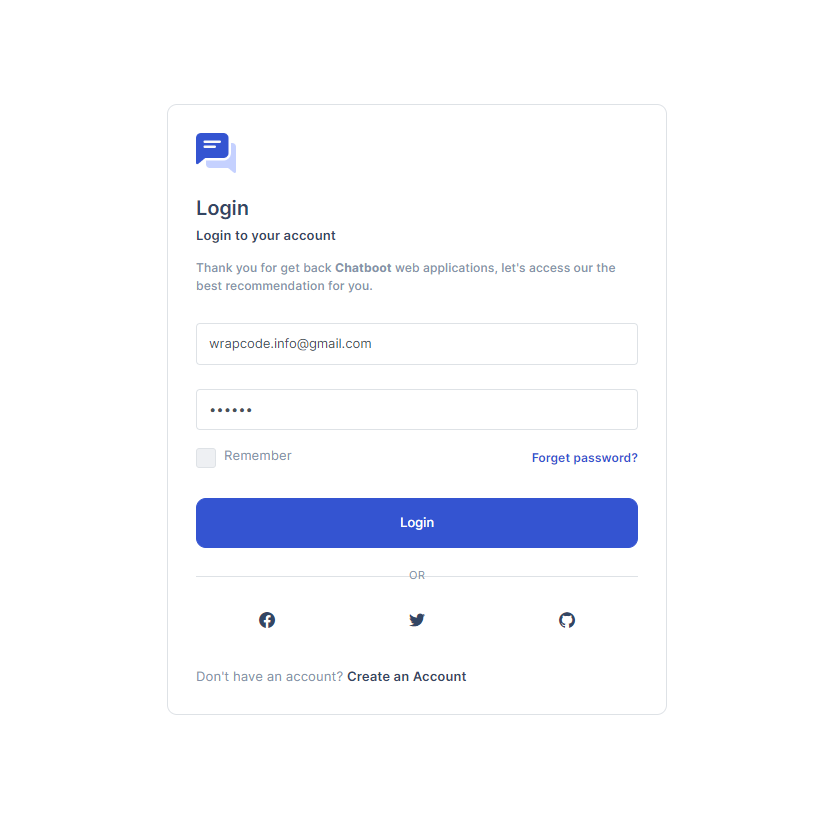 Login
Login to your account
Thank you for get back Chatboot web applications, let's access our the
best recommendation for you.
wrapcode.info@gmail.com
••••••
Remember
Forget password?
Login
OR
Don't have an account? Create an Account